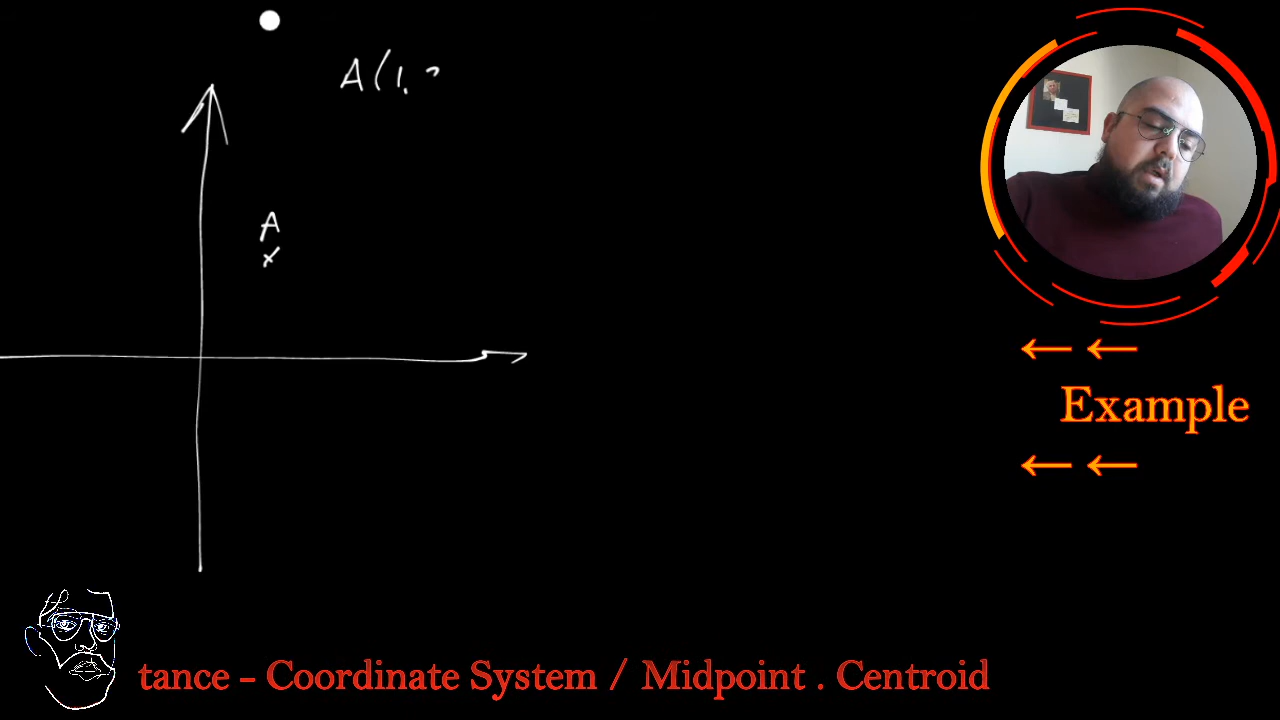 A(1,
A
← ←
Example
← ←
tance - Coordinate System / Midpoint . Centroid